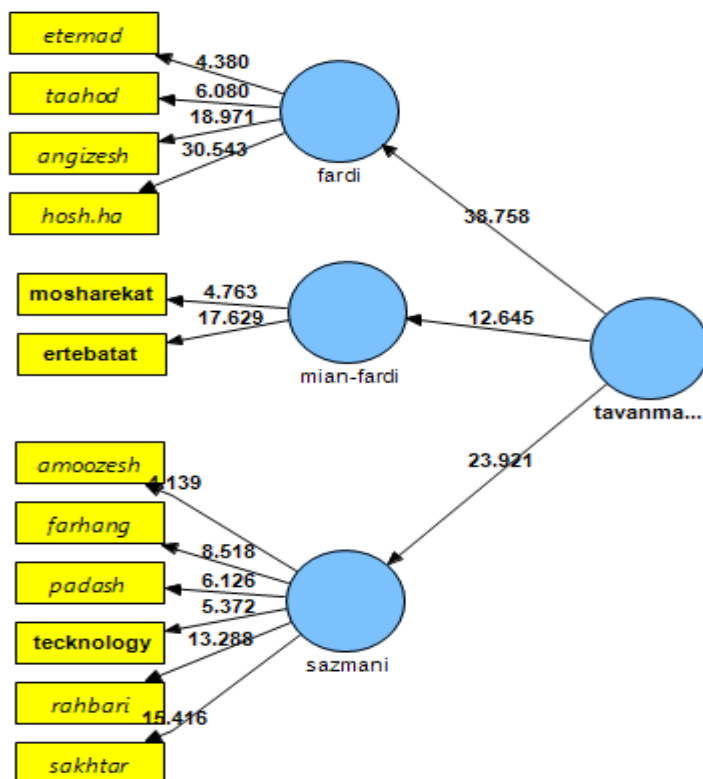 etemad
4.380
taahod
6.080
angizesh
18.971
hosh.ha
30.543
fardi
38.758
mosharekat
4.763
ertebatat
17.629
mian-fardi
12.645
tavanma...
23.921
amoozesh
4.139
farhang
8.518
padash
6.126
tecknology
5.372
rahbari
13.288
sakhtar
15.416
sazmani